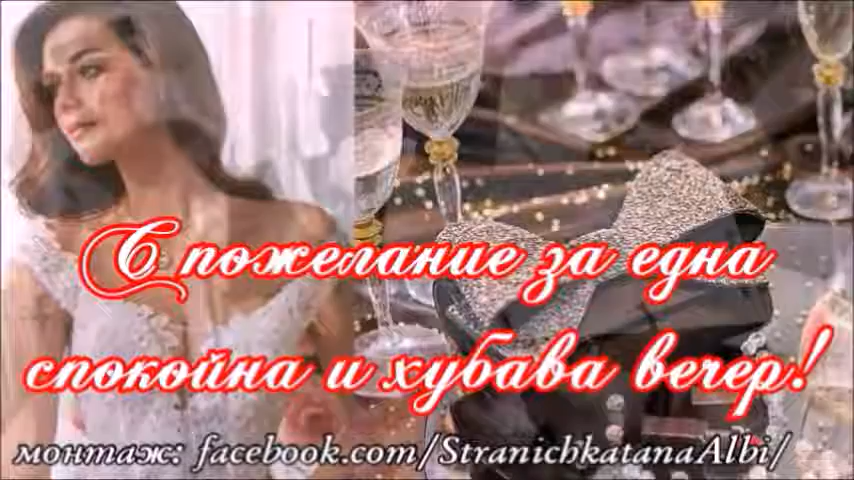 С пожелание за една
спокойна и хубава вечер!
монтаж: facebook.com/StranichkatanaAlbi/